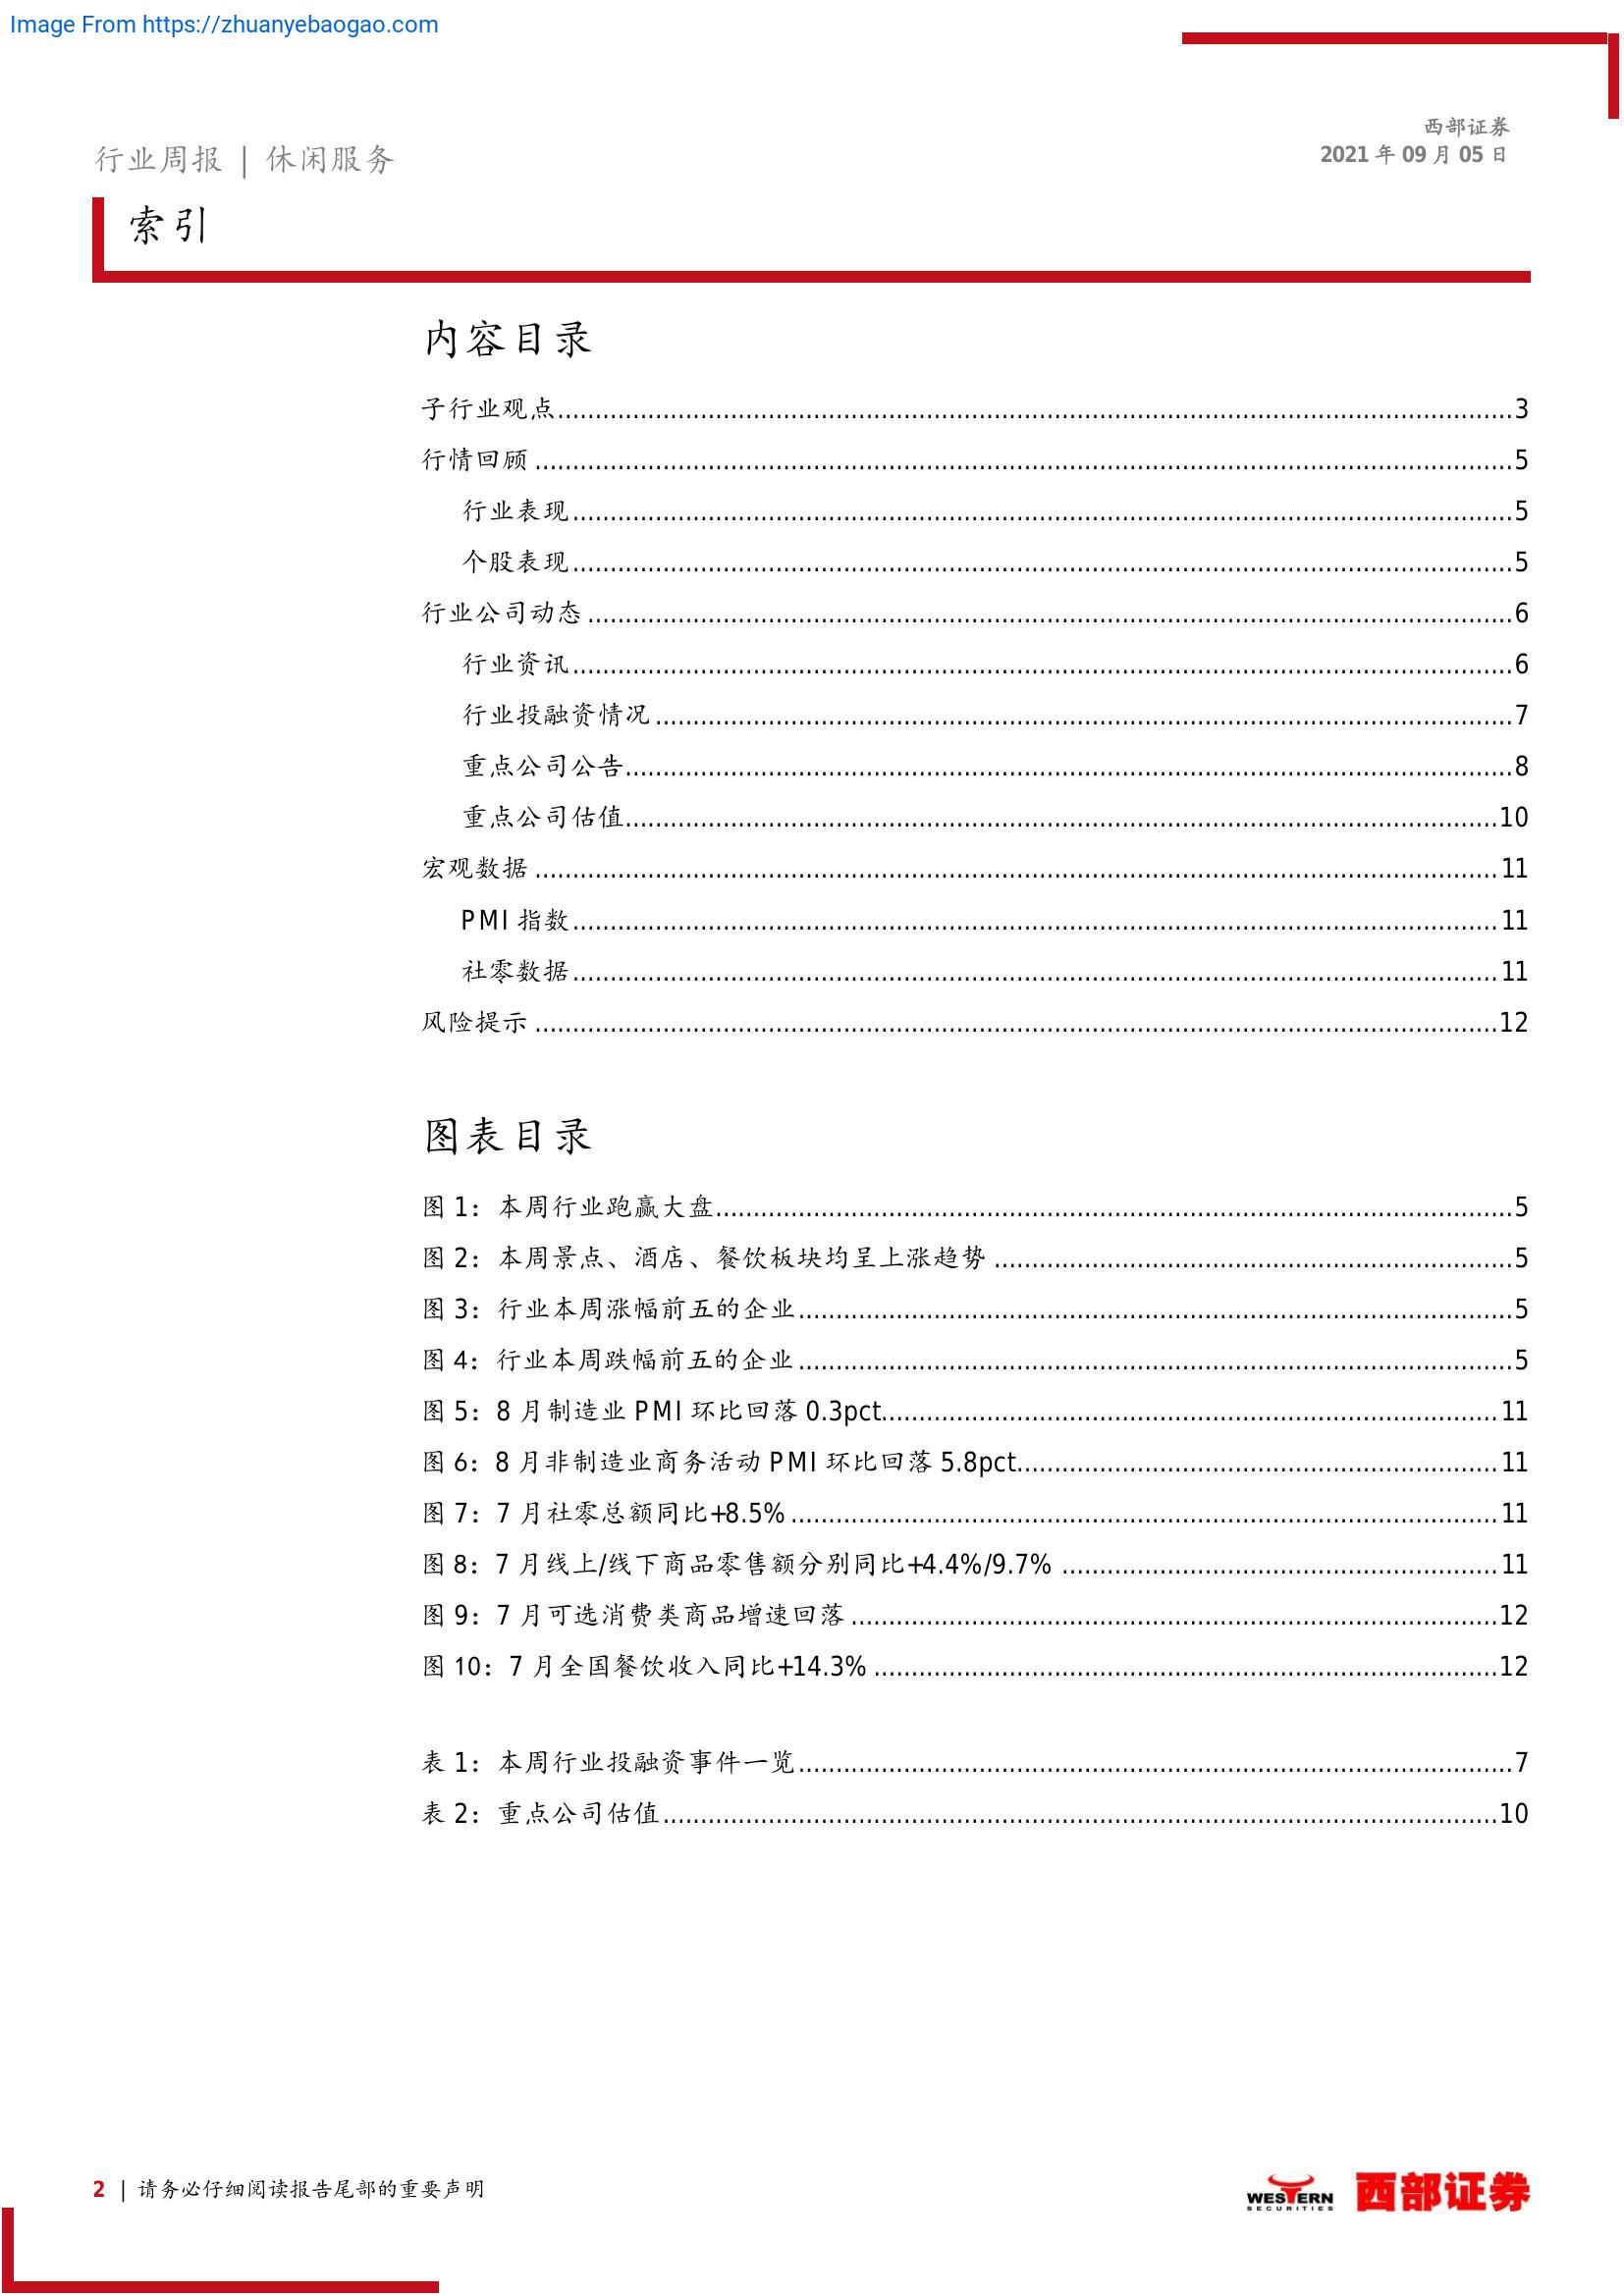 Image From https://zhuanyebaogao.com
西部证券
2021 年 09 月 05 日
行业周报 | 休闲服务
索引
内容目录
子行业观点 3
行情回顾 5
行业表现 5
个股表现 5
行业公司动态 6
行业资讯 6
行业投融资情况 7
重点公司公告 8
重点公司估值 10
宏观数据 11
PMI 指数 11
社零数据 11
风险提示 12
图表目录
图 1：本周行业跑赢大盘 5
图 2：本周景点、酒店、餐饮板块均呈上涨趋势 5
图 3：行业本周涨幅前五的企业 5
图 4：行业本周跌幅前五的企业 5
图 5：8 月制造业 PMI 环比回落 0.3pct 11
图 6：8 月非制造业商务活动 PMI 环比回落 5.8pct 11
图 7：7 月社零总额同比+8.5% 11
图 8：7 月线上/线下商品零售额分别同比+4.4%/9.7% 11
图 9：7 月可选消费类商品增速回落 12
图 10：7 月全国餐饮收入同比+14.3% 12
表 1：本周行业投融资事件一览 7
表 2：重点公司估值 10
2 | 请务必仔细阅读报告尾部的重要声明
WESTERN
SECURITIES
西部证券